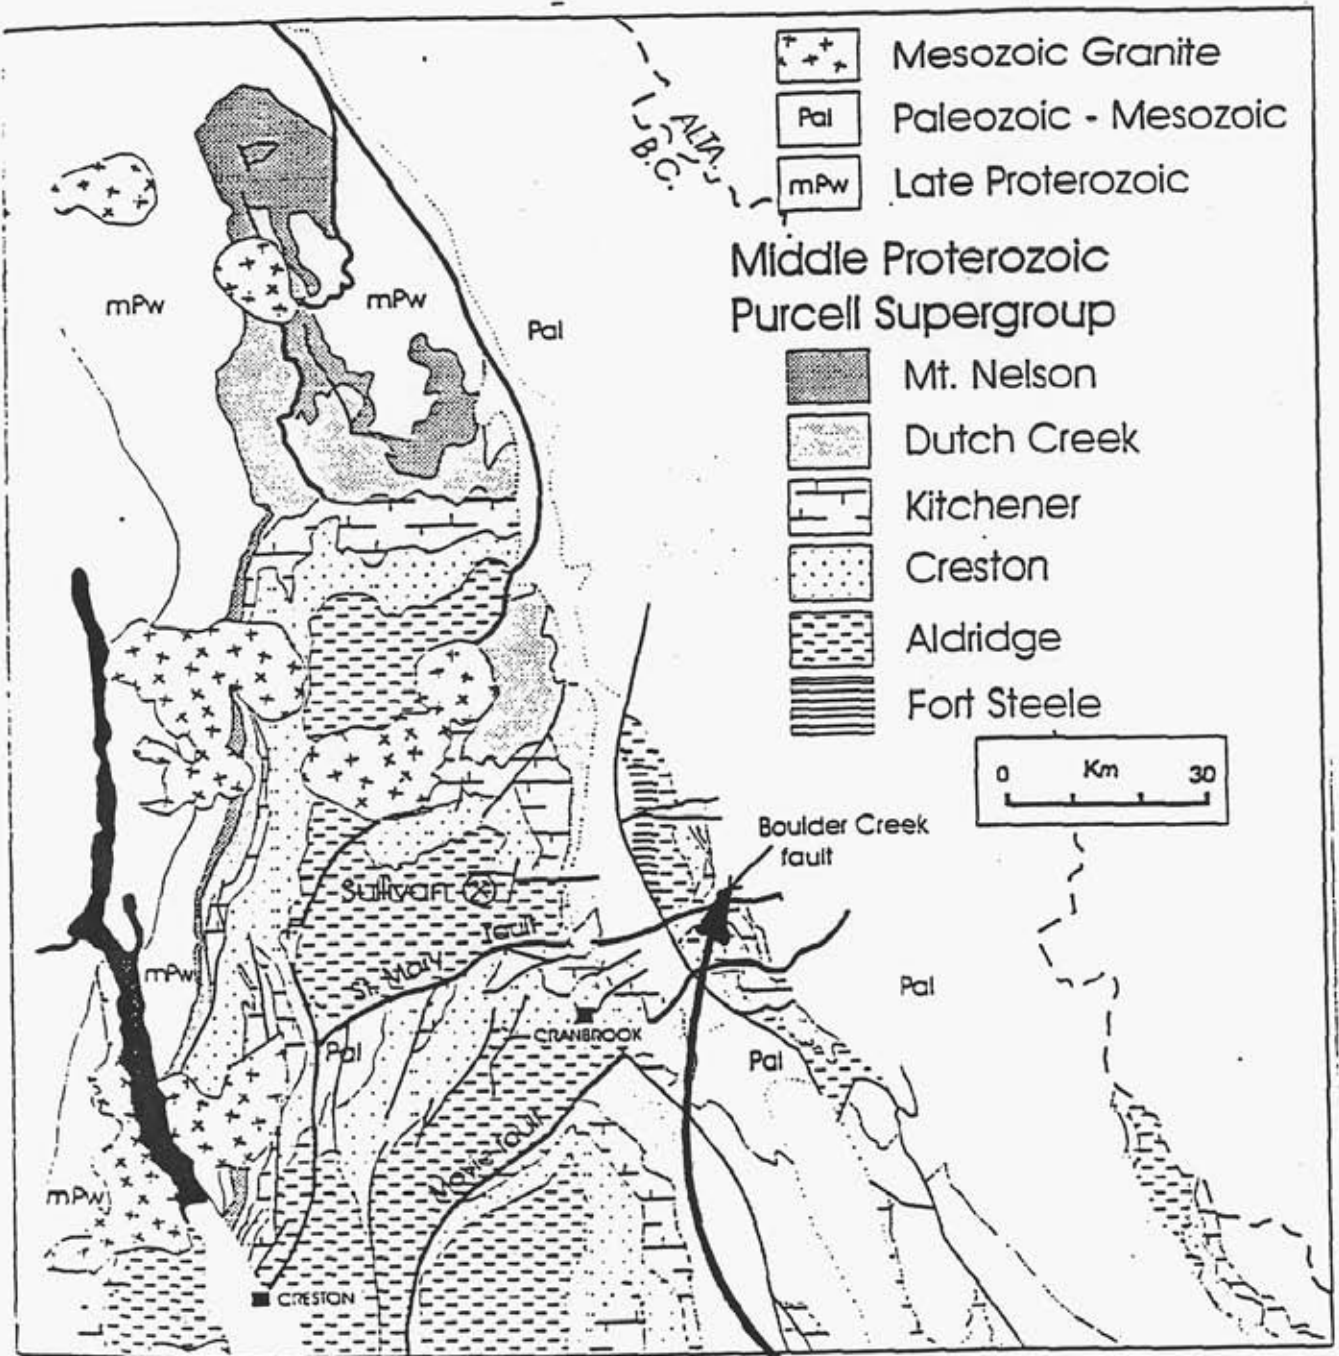 Mesozoic Granite
Pal Paleozoic - Mesozoic
mPw Late Proterozoic
ALTA.
B.C.
Middle Proterozoic
Purcell Supergroup
Mt. Nelson
Dutch Creek
Kitchener
Creston
Aldridge
Fort Steele
0 Km 30
mPw
mPw
Pal
Boulder Creek
fault
Sullivan
St. Mary fault
mPw
Pal
CRANBROOK
Pal
Pal
Moyie fault
mPw
CRESTON